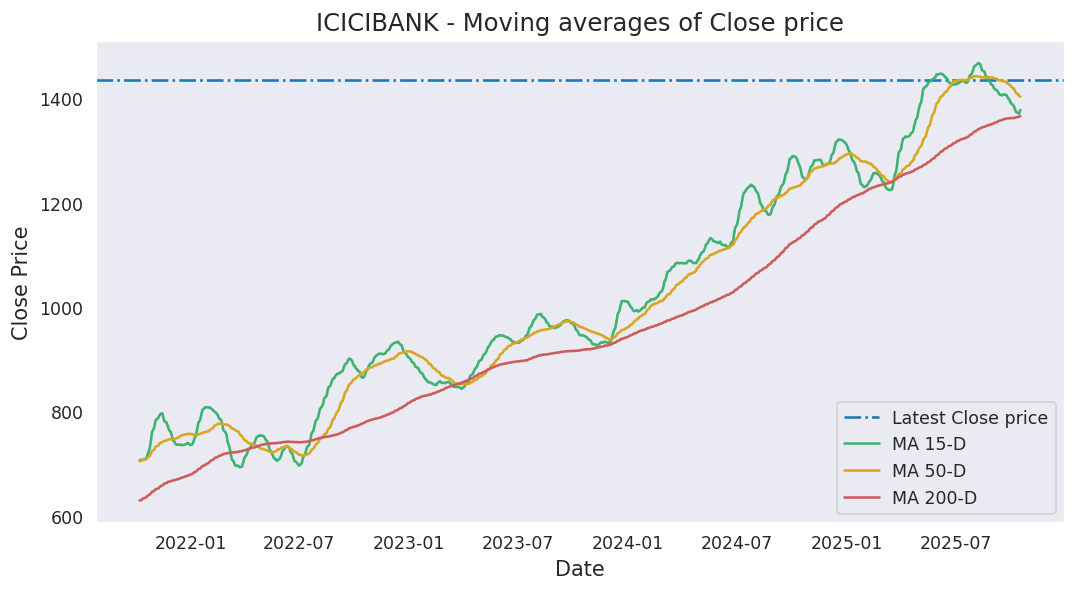 ICICIBANK - Moving averages of Close price
Close Price
1400
1200
1000
800
600
Latest Close price
MA 15-D
MA 50-D
MA 200-D
2022-01 2022-07 2023-01 2023-07 2024-01 2024-07 2025-01 2025-07
Date